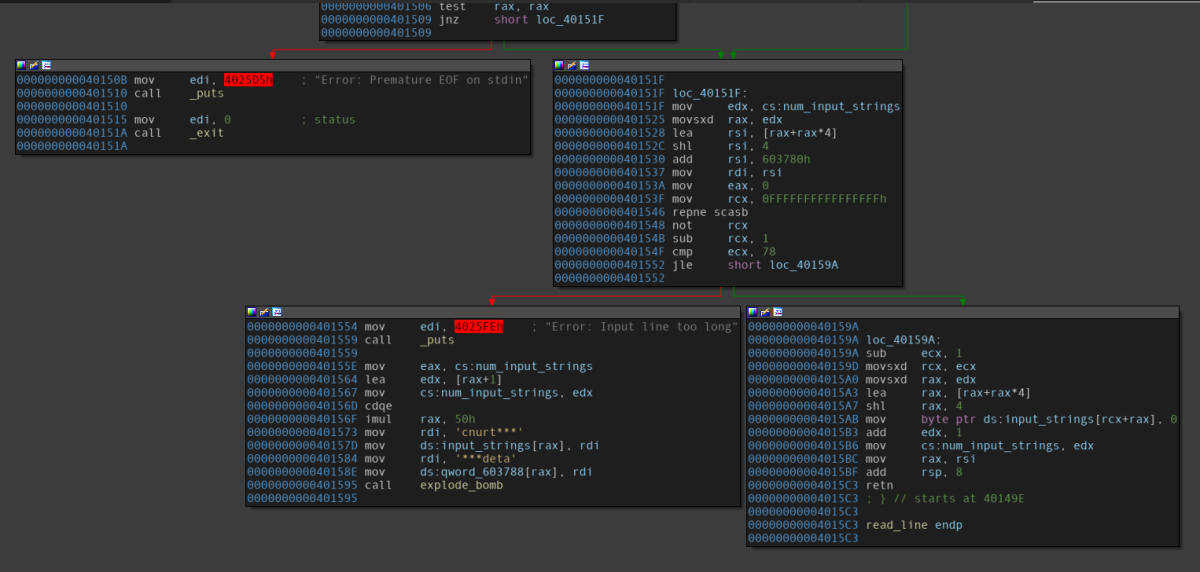 0000000000401506 test    rax, rax
0000000000401509 jnz     short loc_40151F
0000000000401509
000000000040150B mov     edi, 4025D5h    ; "Error: Premature EOF on stdin"
0000000000401510 call    _puts
0000000000401510
0000000000401515 mov     edi, 0          ; status
000000000040151A call    _exit
000000000040151A
000000000040151F
000000000040151F loc_40151F:
000000000040151F mov     edx, cs:num_input_strings
0000000000401525 movsxd  rax, edx
0000000000401528 lea     rsi, [rax+rax*4]
000000000040152C shl     rsi, 4
0000000000401530 add     rsi, 603780h
0000000000401537 mov     rdi, rsi
000000000040153A mov     eax, 0
000000000040153F mov     rcx, 0FFFFFFFFFFFFFFFFh
0000000000401546 repne scasb
0000000000401548 not     rcx
000000000040154B sub     rcx, 1
000000000040154F cmp     ecx, 78
0000000000401552 jle     short loc_40159A
0000000000401552
0000000000401554 mov     edi, 4025FEh    ; "Error: Input line too long"
0000000000401559 call    _puts
0000000000401559
000000000040155E mov     eax, cs:num_input_strings
0000000000401564 lea     edx, [rax+1]
0000000000401567 mov     cs:num_input_strings, edx
000000000040156D cdqe
000000000040156F imul    rax, 50h
0000000000401573 mov     rdi, 'cnurt***'
000000000040157D mov     ds:input_strings[rax], rdi
0000000000401584 mov     rdi, '***deta'
000000000040158E mov     ds:qword_603788[rax], rdi
0000000000401595 call    explode_bomb
0000000000401595
000000000040159A
000000000040159A loc_40159A:
000000000040159A sub     ecx, 1
000000000040159D movsxd  rcx, ecx
00000000004015A0 movsxd  rax, edx
00000000004015A3 lea     rax, [rax+rax*4]
00000000004015A7 shl     rax, 4
00000000004015AB mov     byte ptr ds:input_strings[rcx+rax], 0
00000000004015B3 add     edx, 1
00000000004015B6 mov     cs:num_input_strings, edx
00000000004015BC mov     rax, rsi
00000000004015BF add     rsp, 8
00000000004015C3 retn
00000000004015C3 ; } // starts at 40149E
00000000004015C3
00000000004015C3 read_line endp
00000000004015C3